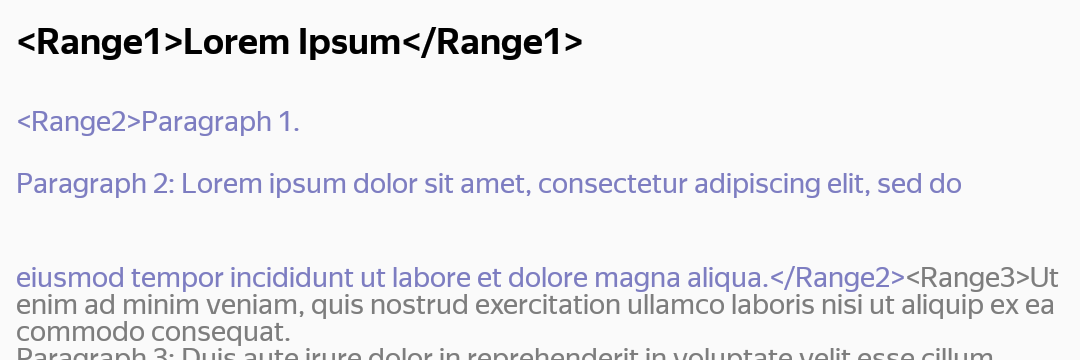 <Range1>Lorem Ipsum</Range1>
<Range2>Paragraph 1.
Paragraph 2: Lorem ipsum dolor sit amet, consectetur adipiscing elit, sed do
eiusmod tempor incididunt ut labore et dolore magna aliqua.</Range2><Range3>Ut
enim ad minim veniam, quis nostrud exercitation ullamco laboris nisi ut aliquip ex ea
commodo consequat.
Paragraph 3: Duis aute irure dolor in reprehenderit in voluptate velit esse cillum